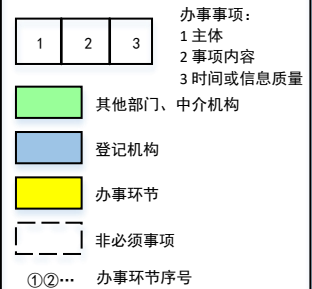 办事事项：
1 主体
1 2 3
2 事项内容
3 时间或信息质量
其他部门、中介机构
登记机构
办事环节
非必须事项
①②… 办事环节序号